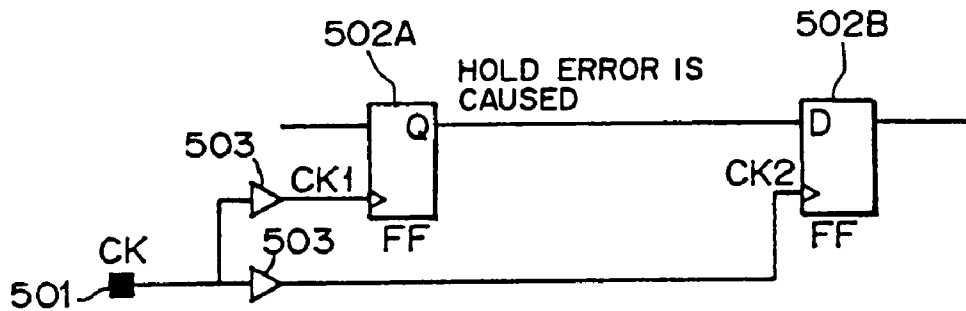 502A
502B
HOLD ERROR IS
CAUSED
Q
D
503
CK1
CK2
FF
FF
CK
503
501